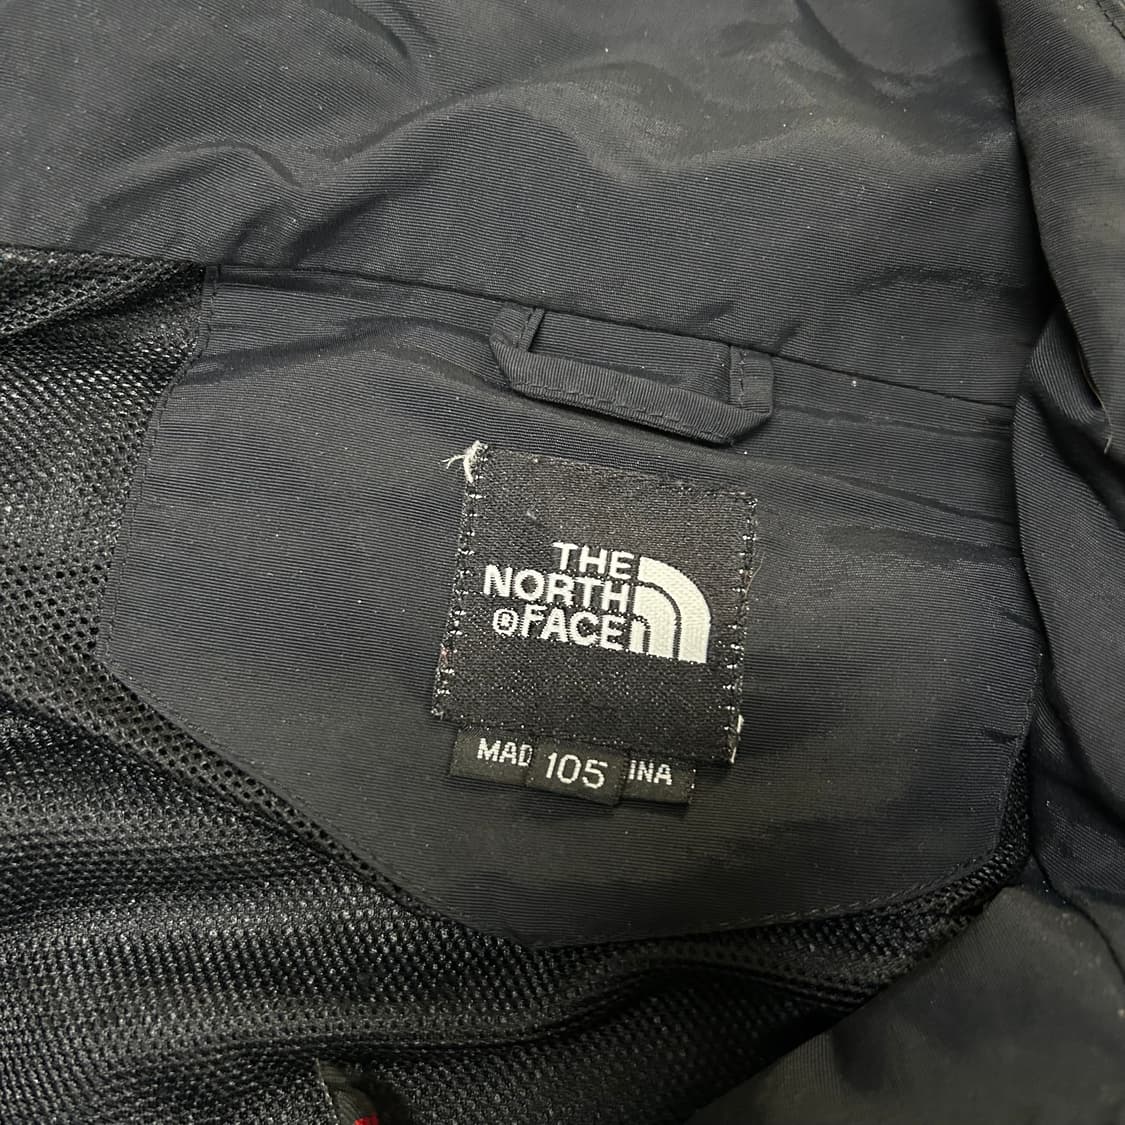 THE
NORTH
®FACE
MAD 105 INA